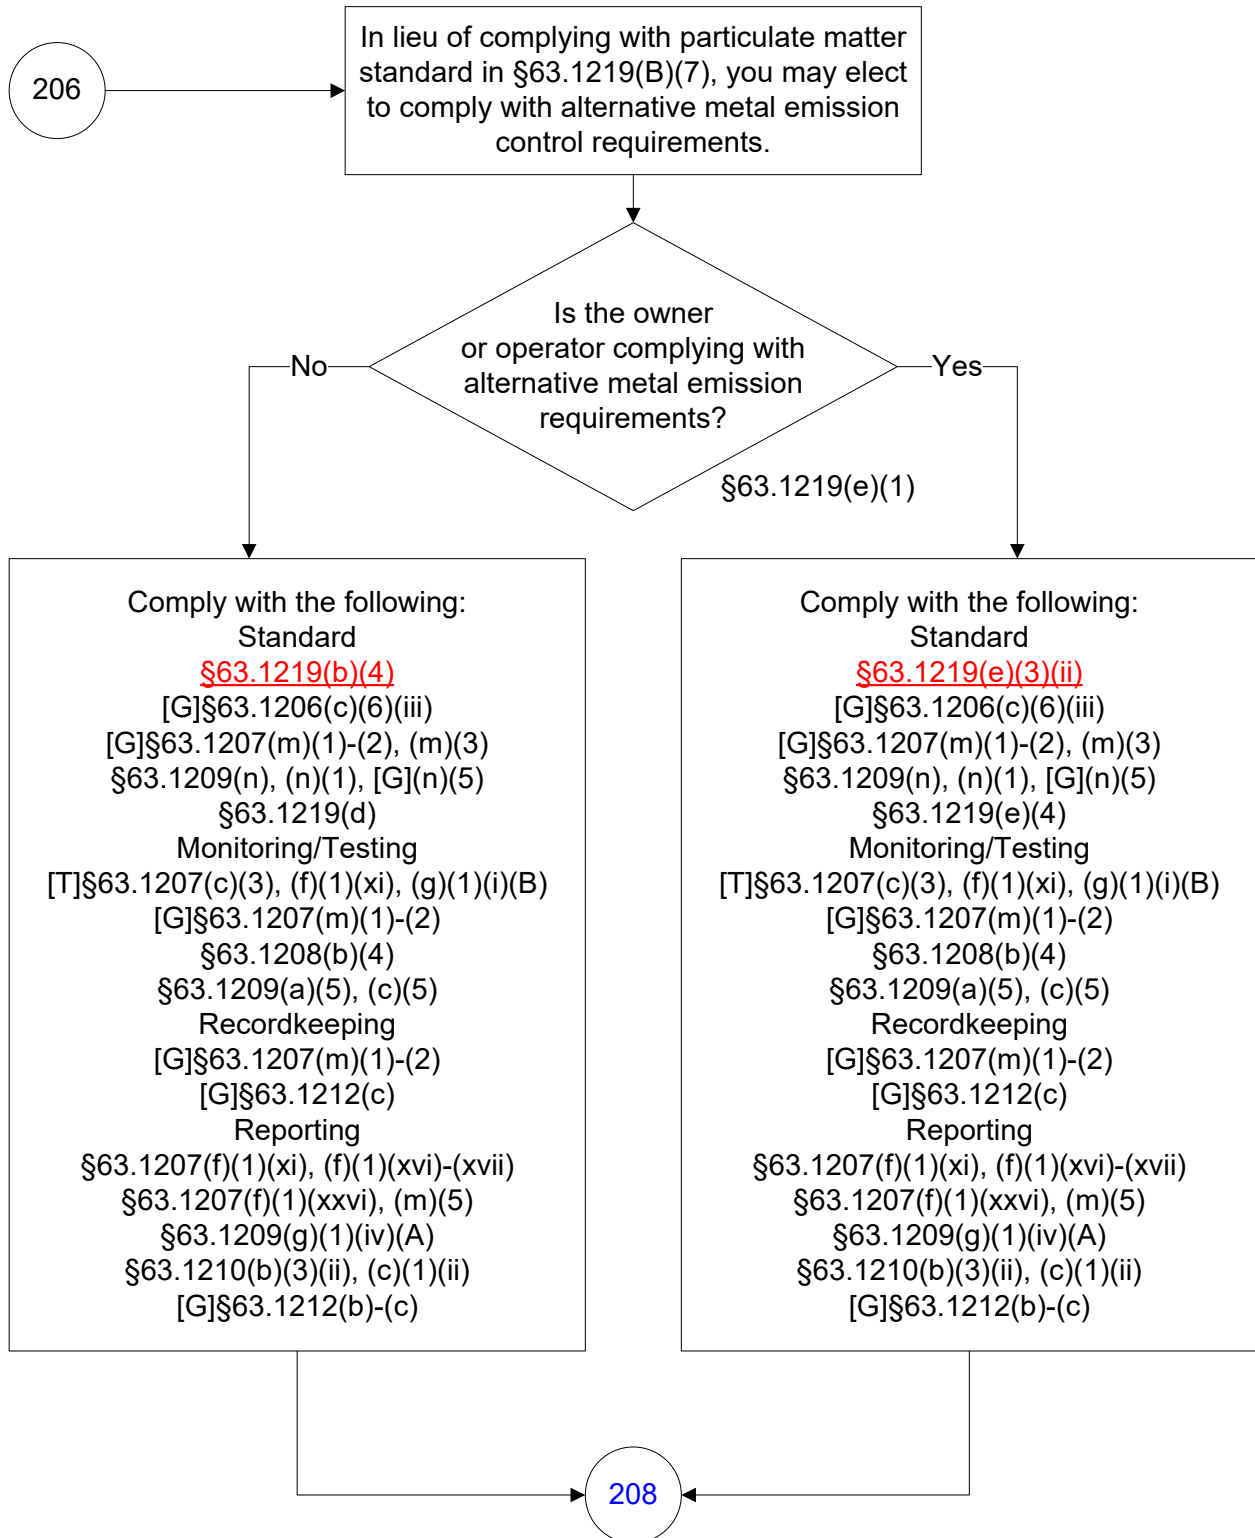 206
In lieu of complying with particulate matter
standard in §63.1219(B)(7), you may elect
to comply with alternative metal emission
control requirements.
Is the owner
or operator complying with
alternative metal emission
requirements?
No
Yes
§63.1219(e)(1)
Comply with the following:
Standard
§63.1219(b)(4)
[G]§63.1206(c)(6)(iii)
[G]§63.1207(m)(1)-(2), (m)(3)
§63.1209(n), (n)(1), [G](n)(5)
§63.1219(d)
Monitoring/Testing
[T]§63.1207(c)(3), (f)(1)(xi), (g)(1)(i)(B)
[G]§63.1207(m)(1)-(2)
§63.1208(b)(4)
§63.1209(a)(5), (c)(5)
Recordkeeping
[G]§63.1207(m)(1)-(2)
[G]§63.1212(c)
Reporting
§63.1207(f)(1)(xi), (f)(1)(xvi)-(xvii)
§63.1207(f)(1)(xxvi), (m)(5)
§63.1209(g)(1)(iv)(A)
§63.1210(b)(3)(ii), (c)(1)(ii)
[G]§63.1212(b)-(c)
Comply with the following:
Standard
§63.1219(e)(3)(ii)
[G]§63.1206(c)(6)(iii)
[G]§63.1207(m)(1)-(2), (m)(3)
§63.1209(n), (n)(1), [G](n)(5)
§63.1219(e)(4)
Monitoring/Testing
[T]§63.1207(c)(3), (f)(1)(xi), (g)(1)(i)(B)
[G]§63.1207(m)(1)-(2)
§63.1208(b)(4)
§63.1209(a)(5), (c)(5)
Recordkeeping
[G]§63.1207(m)(1)-(2)
[G]§63.1212(c)
Reporting
§63.1207(f)(1)(xi), (f)(1)(xvi)-(xvii)
§63.1207(f)(1)(xxvi), (m)(5)
§63.1209(g)(1)(iv)(A)
§63.1210(b)(3)(ii), (c)(1)(ii)
[G]§63.1212(b)-(c)
208